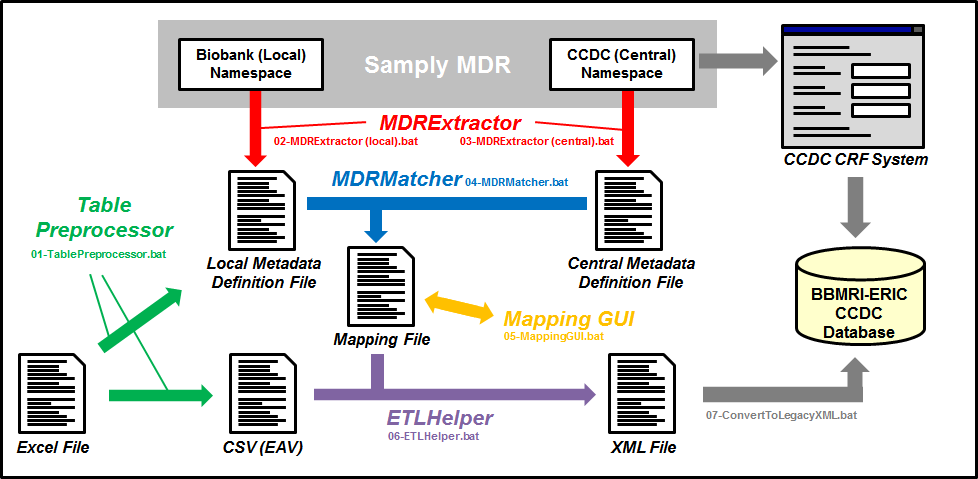 Biobank (Local)
Namespace
Samply MDR
CCDC (Central)
Namespace
MDRExtractor
02-MDRExtractor (local).bat
03-MDRExtractor (central).bat
CCDC CRF System
MDRMatcher 04-MDRMatcher.bat
Table
Preprocessor
01-TablePreprocessor.bat
Local Metadata
Definition File
Central Metadata
Definition File
BBMRI-ERIC
CCDC
Database
Mapping GUI
05-MappingGUI.bat
Mapping File
ETLHelper
06-ETLHelper.bat
07-ConvertToLegacyXML.bat
Excel File
CSV (EAV)
XML File